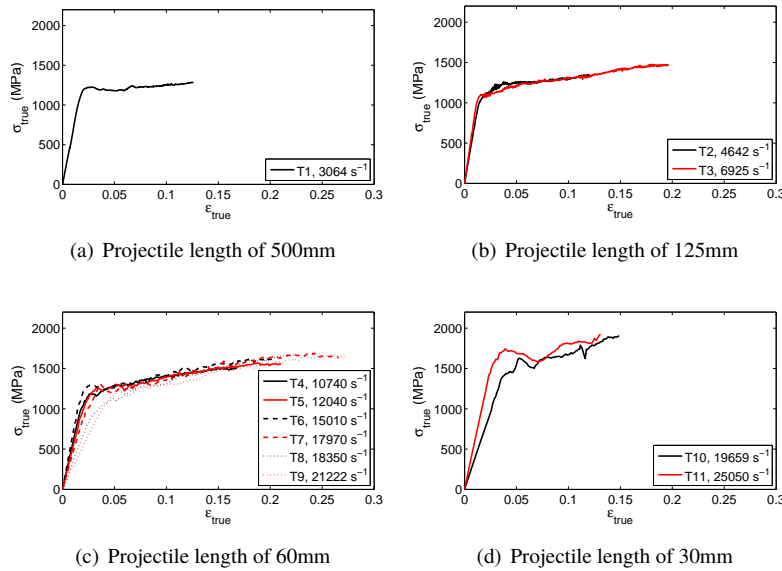 2000
1500
1000
500
0
σtrue (MPa)
0 0.05 0.1 0.15 0.2 0.25 0.3
εtrue
T1, 3064 s−1
(a) Projectile length of 500mm
2000
1500
1000
500
0
σtrue (MPa)
0 0.05 0.1 0.15 0.2 0.25 0.3
εtrue
T2, 4642 s−1
T3, 6925 s−1
(b) Projectile length of 125mm
2000
1500
1000
500
0
σtrue (MPa)
0 0.05 0.1 0.15 0.2 0.25 0.3
εtrue
T4, 10740 s−1
T5, 12040 s−1
T6, 15010 s−1
T7, 17970 s−1
T8, 18350 s−1
T9, 21222 s−1
(c) Projectile length of 60mm
2000
1500
1000
500
0
σtrue (MPa)
0 0.05 0.1 0.15 0.2 0.25 0.3
εtrue
T10, 19659 s−1
T11, 25050 s−1
(d) Projectile length of 30mm